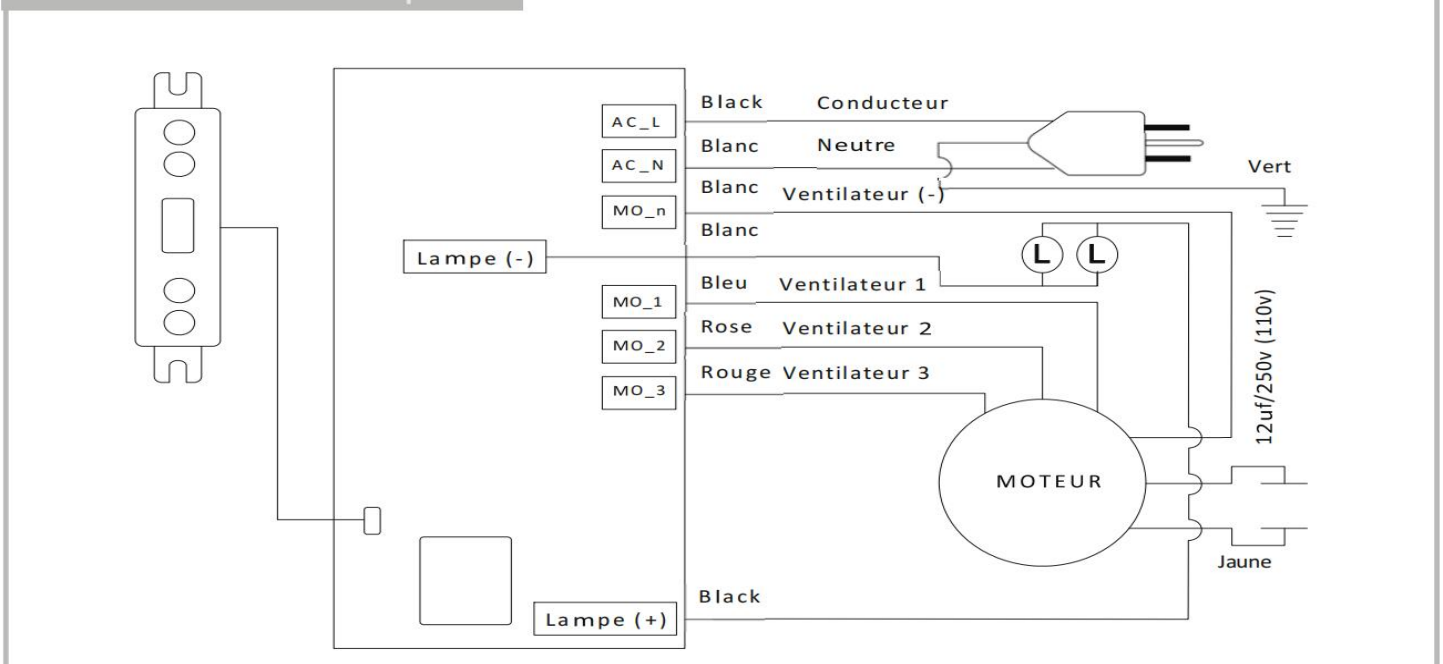 Black Conducteur
AC_L
Blanc Neutre
AC_N
Vert
Blanc Ventilateur (-)
MO_n
Blanc
Lampe (-)
L L
Bleu Ventilateur 1
MO_1
Rose Ventilateur 2
MO_2
Rouge Ventilateur 3
MO_3
12uf/250v (110v)
MOTEUR
Jaune
Black
Lampe (+)